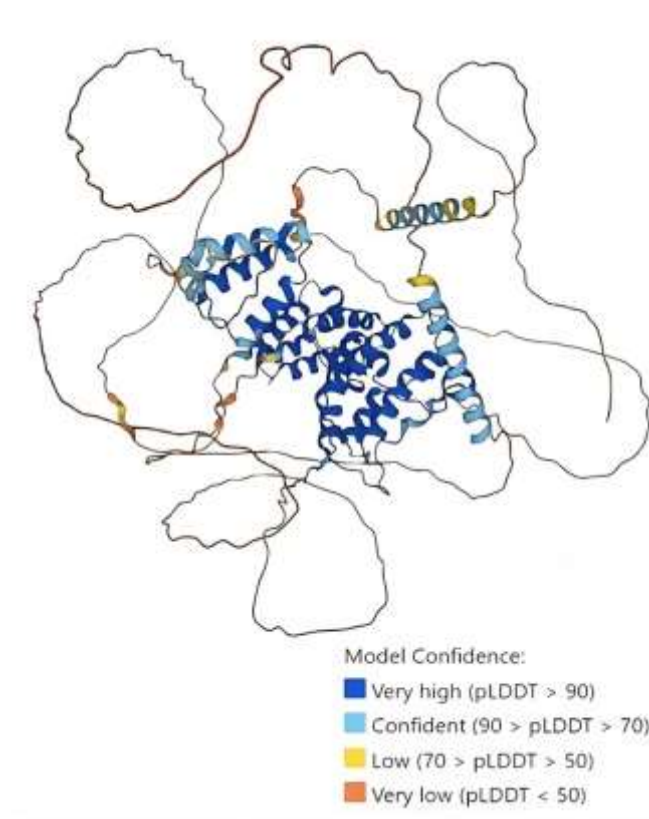 Model Confidence:
Very high (pLDDT > 90)
Confident (90 > pLDDT > 70)
Low (70 > pLDDT > 50)
Very low (pLDDT < 50)